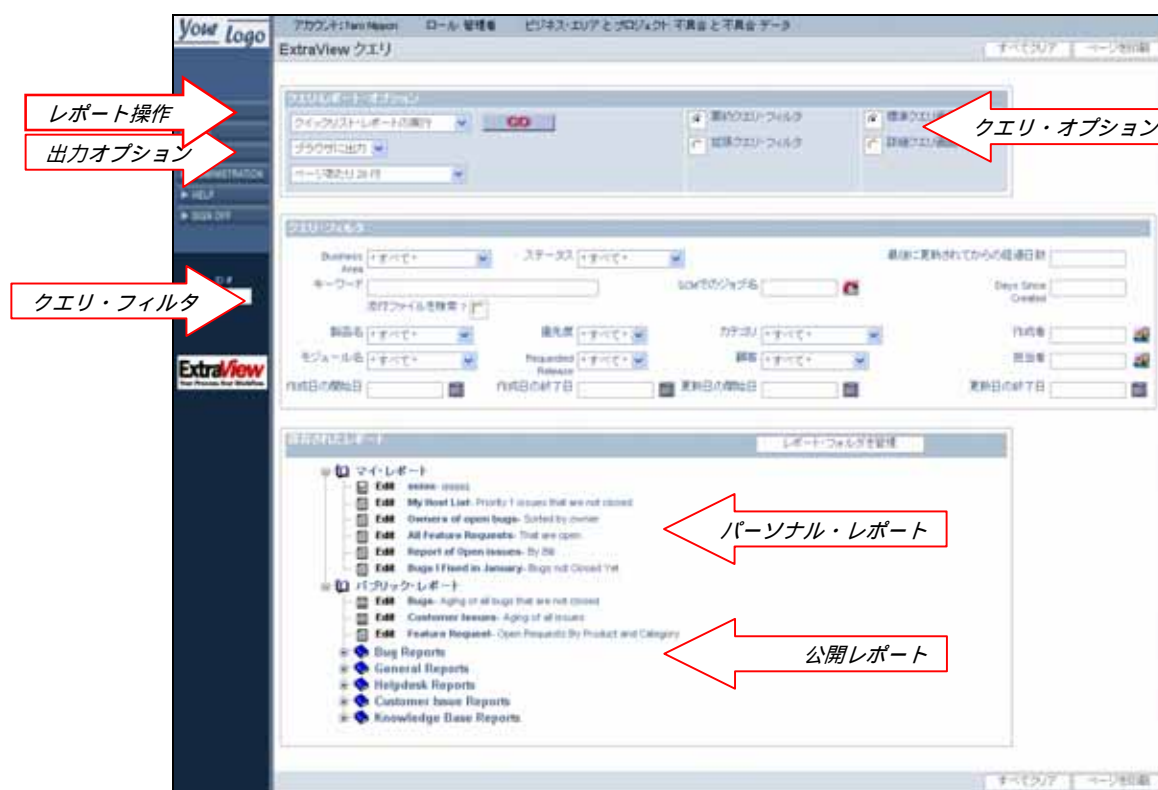 Your Logo
アカウント: Taro Nissan ロール 管理者 ビジネス・エリア と プロジェクト 不具合 と 不具合 データ
ExtraView クエリ
すべてクリア ページを印刷
レポート操作
出力オプション
クエリ・オプション
クエリ・フィルタ
パーソナル・レポート
公開レポート
クエリ/レポート・オプション
クイックリスト・レポートの実行 GO
要約クエリ・フィルタ 標準クエリ
ブラウザに出力
拡張クエリ・フィルタ 詳細クエリ
ページあたり 20 行
ADMINISTRATION
HELP
SIGN OFF
クエリ・フィルタ
Business Area * すべて * ステータス * すべて * 最後に更新されてからの経過日数
キーワード SCMでのジョブ名 Days Since Created
添付ファイルを検索 ?
製品名 * すべて * 優先度 * すべて * カテゴリ * すべて * 作成者
モジュール名 * すべて * Requested Release * すべて * 顧客 * すべて * 担当者
作成日の開始日 作成日の終了日 更新日の開始日 更新日の終了日
ExtraView
Your Process. Our Workflow.
保存されたレポート レポート・フォルダを管理
マイ・レポート
Edit
Edit My Howt List- Priority 1 issues that are not closed
Edit Owners of open bugs- Sorted by owner
Edit All Feature Requests- That are open
Edit Report of Open issues- By Bill
Edit Bugs I Fixed in January- Bugs not Closed Yet
パブリック・レポート
Edit Bugs- Aging of all bugs that are not closed
Edit Customer Issues- Aging of all issues
Edit Feature Request- Open Requests By Product and Category
Bug Reports
General Reports
Helpdesk Reports
Customer Issue Reports
Knowledge Base Reports
すべてクリア ページを印刷